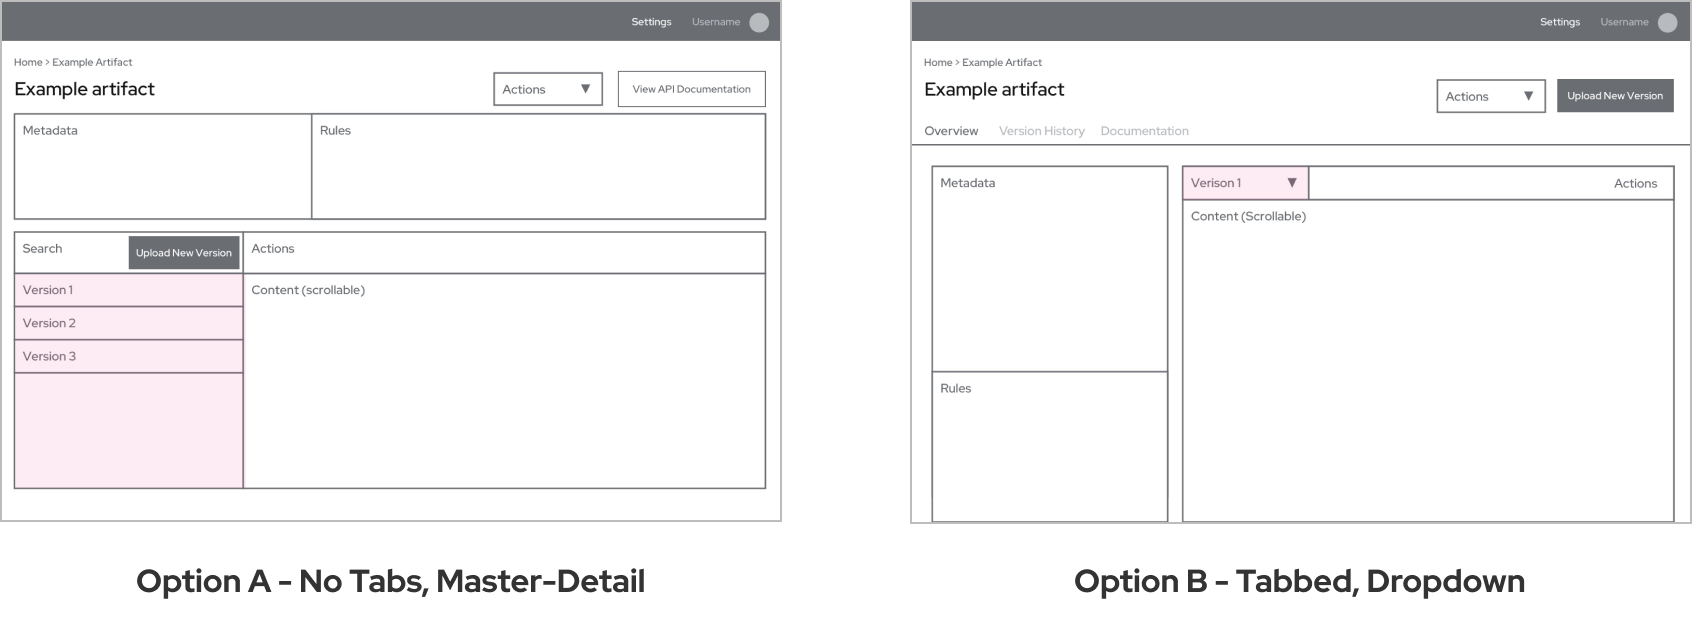 Settings Username
Home > Example Artifact
Example artifact
Actions ▼
View API Documentation
Metadata
Rules
Search
Upload New Version
Actions
Version 1
Version 2
Version 3
Content (scrollable)
Option A - No Tabs, Master-Detail
Settings Username
Home > Example Artifact
Example artifact
Actions ▼
Upload New Version
Overview Version History Documentation
Metadata
Rules
Verison 1 ▼
Actions
Content (Scrollable)
Option B - Tabbed, Dropdown